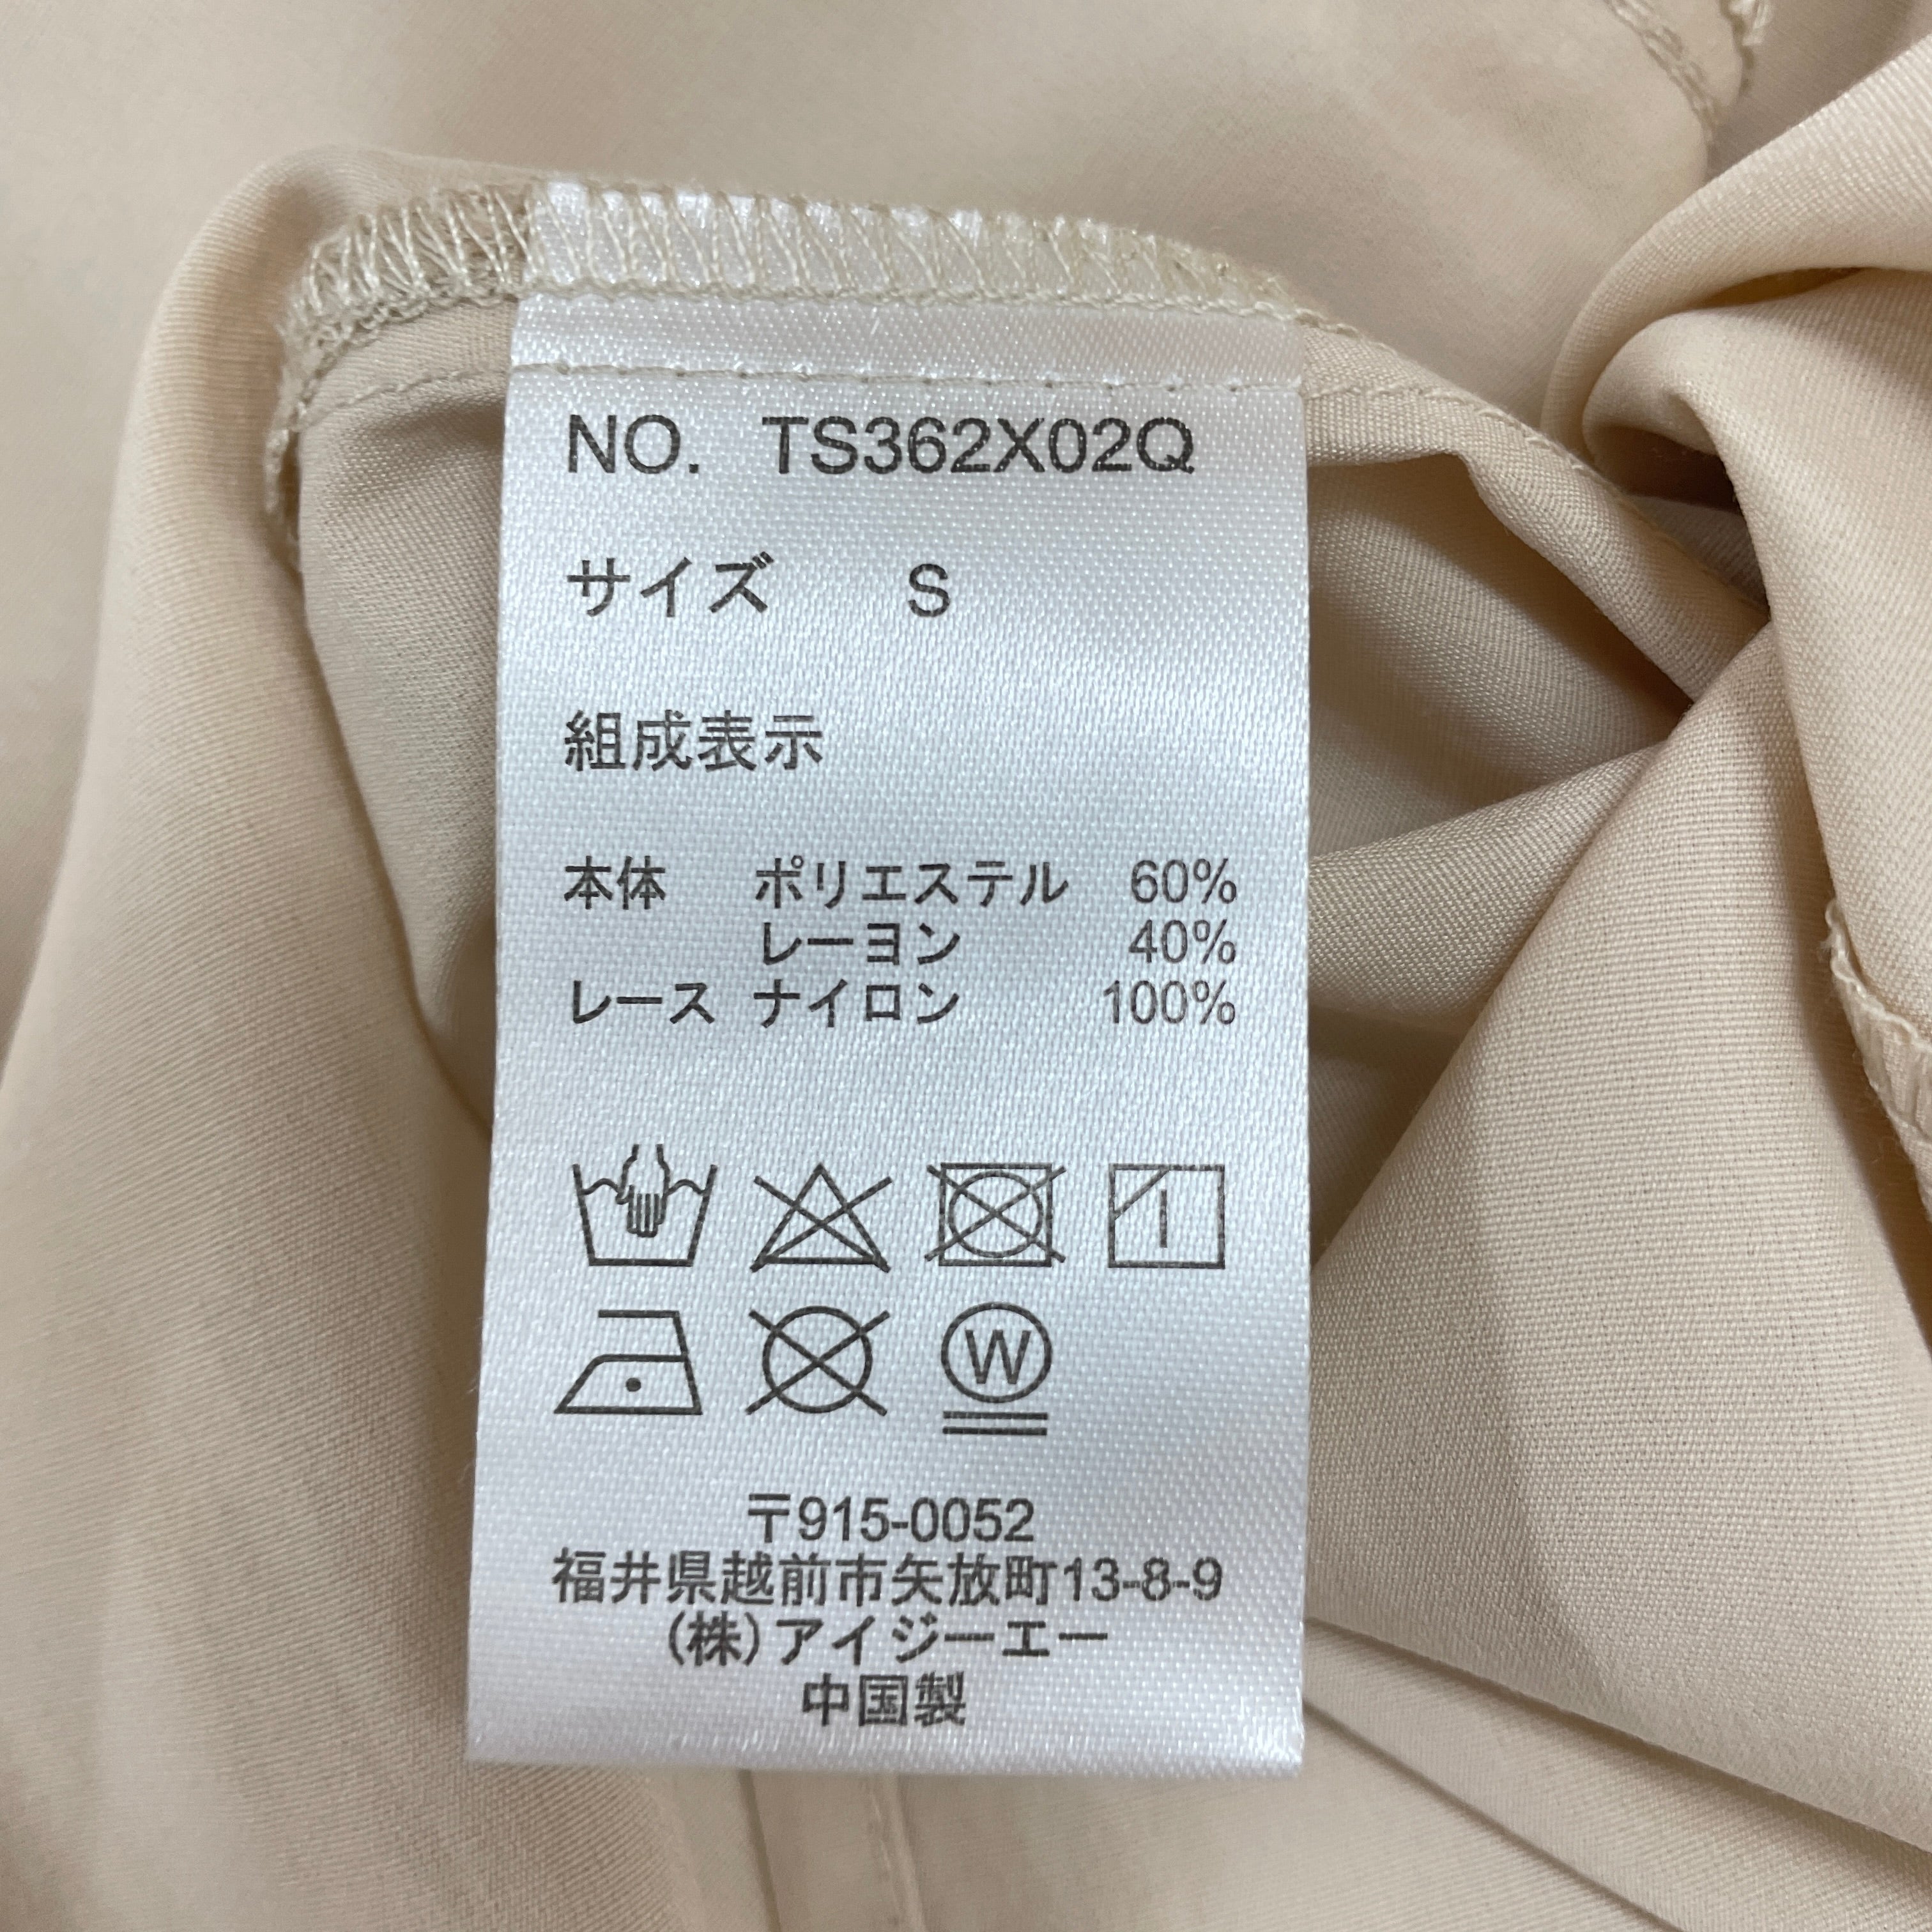 NO. TS362X02Q
サイズ S
組成表示
本体 ポリエステル 60%
レーヨン 40%
レース ナイロン 100%
W
〒915-0052
福井県越前市矢放町13-8-9
(株)アイジーエー
中国製